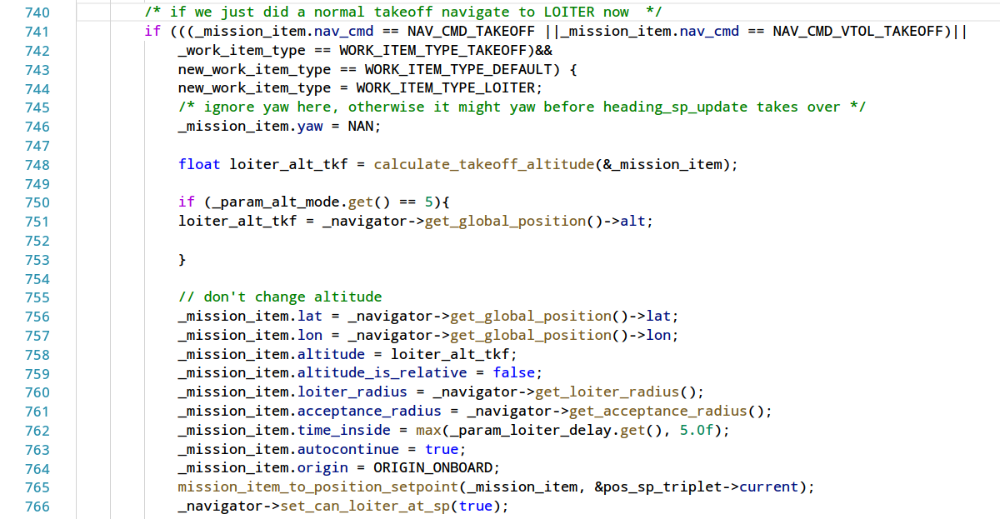 740 /* if we just did a normal takeoff navigate to LOITER now  */
741 if (((_mission_item.nav_cmd == NAV_CMD_TAKEOFF ||_mission_item.nav_cmd == NAV_CMD_VTOL_TAKEOFF)||
742 _work_item_type == WORK_ITEM_TYPE_TAKEOFF)&&
743 new_work_item_type == WORK_ITEM_TYPE_DEFAULT) {
744 new_work_item_type = WORK_ITEM_TYPE_LOITER;
745 /* ignore yaw here, otherwise it might yaw before heading_sp_update takes over */
746 _mission_item.yaw = NAN;
747
748 float loiter_alt_tkf = calculate_takeoff_altitude(&_mission_item);
749
750 if (_param_alt_mode.get() == 5){
751 loiter_alt_tkf = _navigator->get_global_position()->alt;
752
753 }
754
755 // don't change altitude
756 _mission_item.lat = _navigator->get_global_position()->lat;
757 _mission_item.lon = _navigator->get_global_position()->lon;
758 _mission_item.altitude = loiter_alt_tkf;
759 _mission_item.altitude_is_relative = false;
760 _mission_item.loiter_radius = _navigator->get_loiter_radius();
761 _mission_item.acceptance_radius = _navigator->get_acceptance_radius();
762 _mission_item.time_inside = max(_param_loiter_delay.get(), 5.0f);
763 _mission_item.autocontinue = true;
764 _mission_item.origin = ORIGIN_ONBOARD;
765 mission_item_to_position_setpoint(_mission_item, &pos_sp_triplet->current);
766 _navigator->set_can_loiter_at_sp(true);